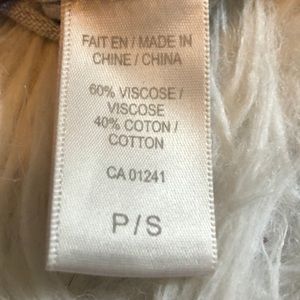 FAIT EN / MADE IN
CHINE / CHINA
60% VISCOSE /
VISCOSE
40% COTON /
COTTON
CA 01241
P / S